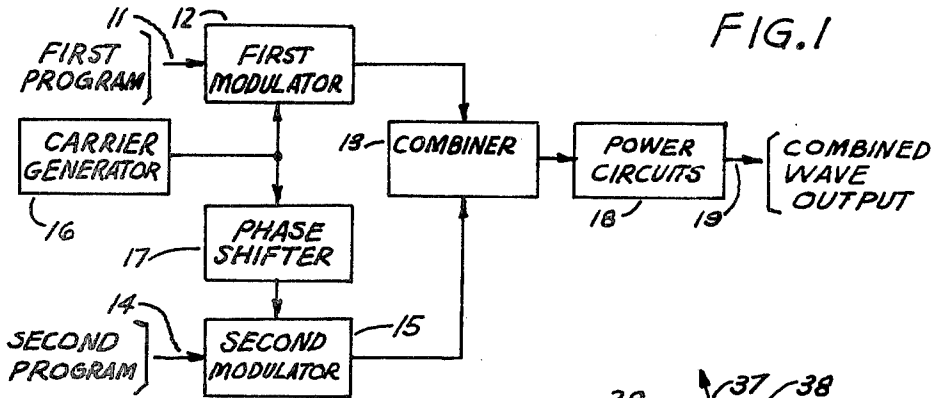 FIG.1
11
12
FIRST
PROGRAM
FIRST
MODULATOR
CARRIER
GENERATOR
16
13
COMBINER
POWER
CIRCUITS
18
19
COMBINED
WAVE
OUTPUT
17
PHASE
SHIFTER
14
SECOND
PROGRAM
SECOND
MODULATOR
15
37
38